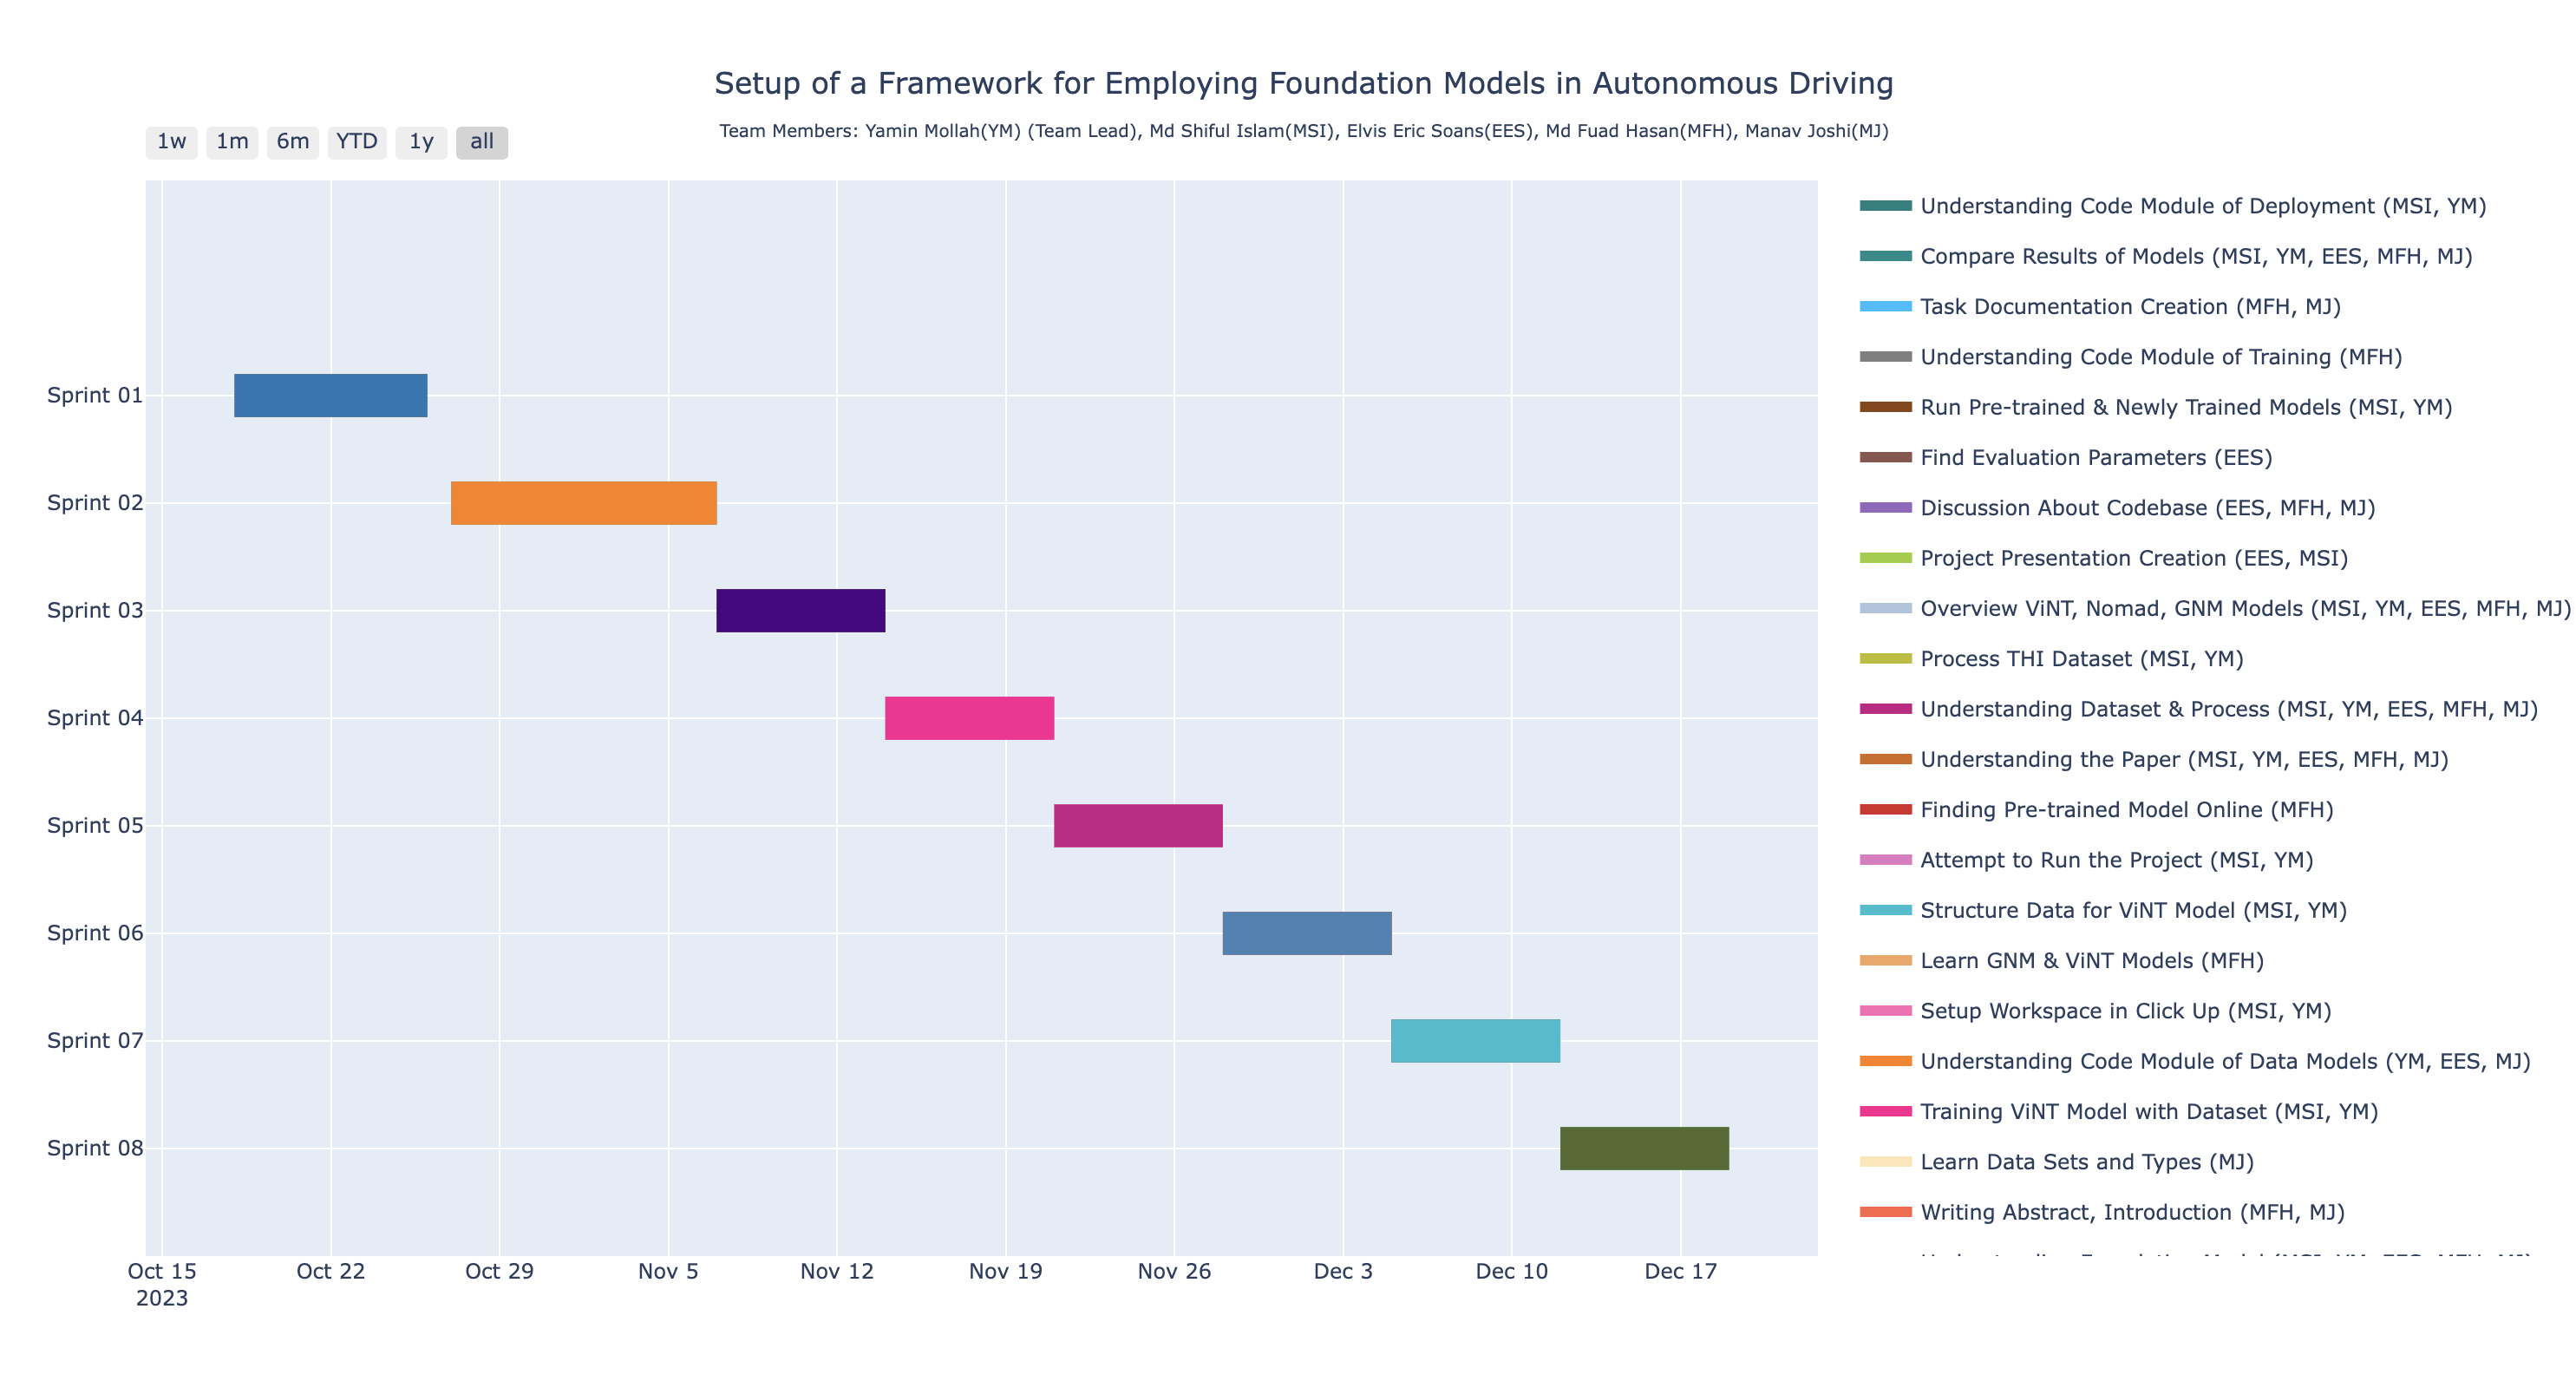 Setup of a Framework for Employing Foundation Models in Autonomous Driving
Team Members: Yamin Mollah(YM) (Team Lead), Md Shiful Islam(MSI), Elvis Eric Soans(EES), Md Fuad Hasan(MFH), Manav Joshi(MJ)
1w 1m 6m YTD 1y all
Sprint 01
Sprint 02
Sprint 03
Sprint 04
Sprint 05
Sprint 06
Sprint 07
Sprint 08
Oct 15 Oct 22 Oct 29 Nov 5 Nov 12 Nov 19 Nov 26 Dec 3 Dec 10 Dec 17
2023
Understanding Code Module of Deployment (MSI, YM)
Compare Results of Models (MSI, YM, EES, MFH, MJ)
Task Documentation Creation (MFH, MJ)
Understanding Code Module of Training (MFH)
Run Pre-trained & Newly Trained Models (MSI, YM)
Find Evaluation Parameters (EES)
Discussion About Codebase (EES, MFH, MJ)
Project Presentation Creation (EES, MSI)
Overview ViNT, Nomad, GNM Models (MSI, YM, EES, MFH, MJ)
Process THI Dataset (MSI, YM)
Understanding Dataset & Process (MSI, YM, EES, MFH, MJ)
Understanding the Paper (MSI, YM, EES, MFH, MJ)
Finding Pre-trained Model Online (MFH)
Attempt to Run the Project (MSI, YM)
Structure Data for ViNT Model (MSI, YM)
Learn GNM & ViNT Models (MFH)
Setup Workspace in Click Up (MSI, YM)
Understanding Code Module of Data Models (YM, EES, MJ)
Training ViNT Model with Dataset (MSI, YM)
Learn Data Sets and Types (MJ)
Writing Abstract, Introduction (MFH, MJ)